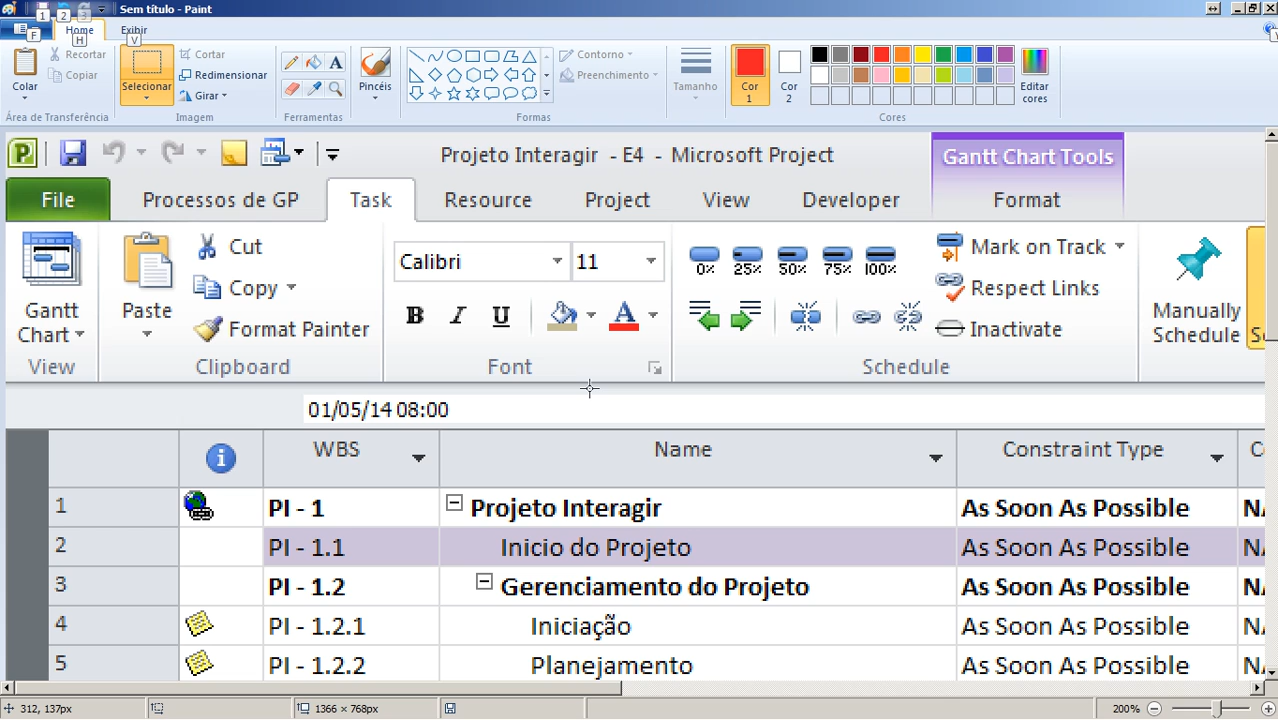 Sem título - Paint
1 2 3
F Home Exibir
H V
Colar
Recortar
Copiar
Área de Transferência
Selecionar
Cortar
Redimensionar
Girar
Imagem
Ferramentas
Pincéis
Contorno
Preenchimento
Formas
Tamanho
Cor
1
Cor
2
Editar
cores
Cores
Projeto Interagir - E4 - Microsoft Project
Gantt Chart Tools
File Processos de GP Task Resource Project View Developer Format
Gantt
Chart
View
Paste
Cut
Copy
Format Painter
Clipboard
Calibri 11
B I U A
Font
0% 25% 50% 75% 100%
Mark on Track
Respect Links
Inactivate
Schedule
Manually
Schedule
01/05/14 08:00
WBS Name Constraint Type
1 PI - 1 Projeto Interagir As Soon As Possible
2 PI - 1.1 Inicio do Projeto As Soon As Possible
3 PI - 1.2 Gerenciamento do Projeto As Soon As Possible
4 PI - 1.2.1 Iniciação As Soon As Possible
5 PI - 1.2.2 Planejamento As Soon As Possible
312, 137px 1366 × 768px 200%